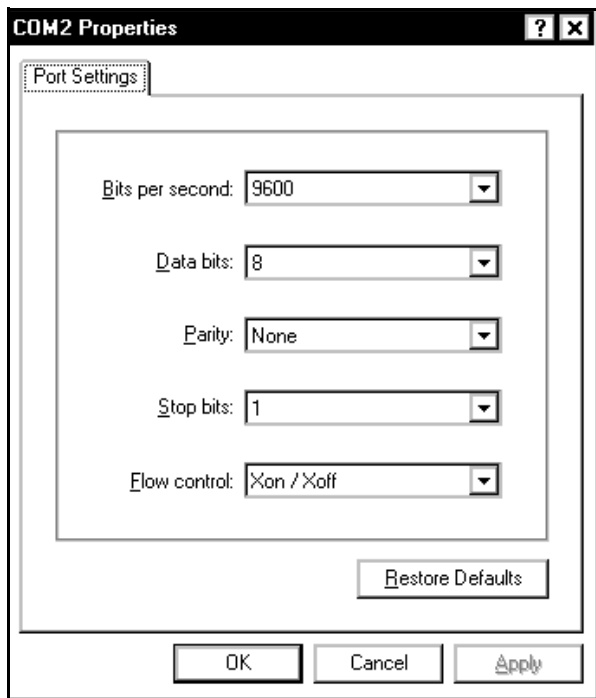 COM2 Properties
Port Settings
Bits per second: 9600
Data bits: 8
Parity: None
Stop bits: 1
Flow control: Xon / Xoff
Restore Defaults
OK Cancel Apply